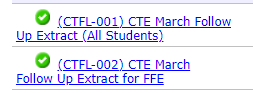 (CTFL-001) CTE March Follow
Up Extract (All Students)
(CTFL-002) CTE March
Follow Up Extract for FFE